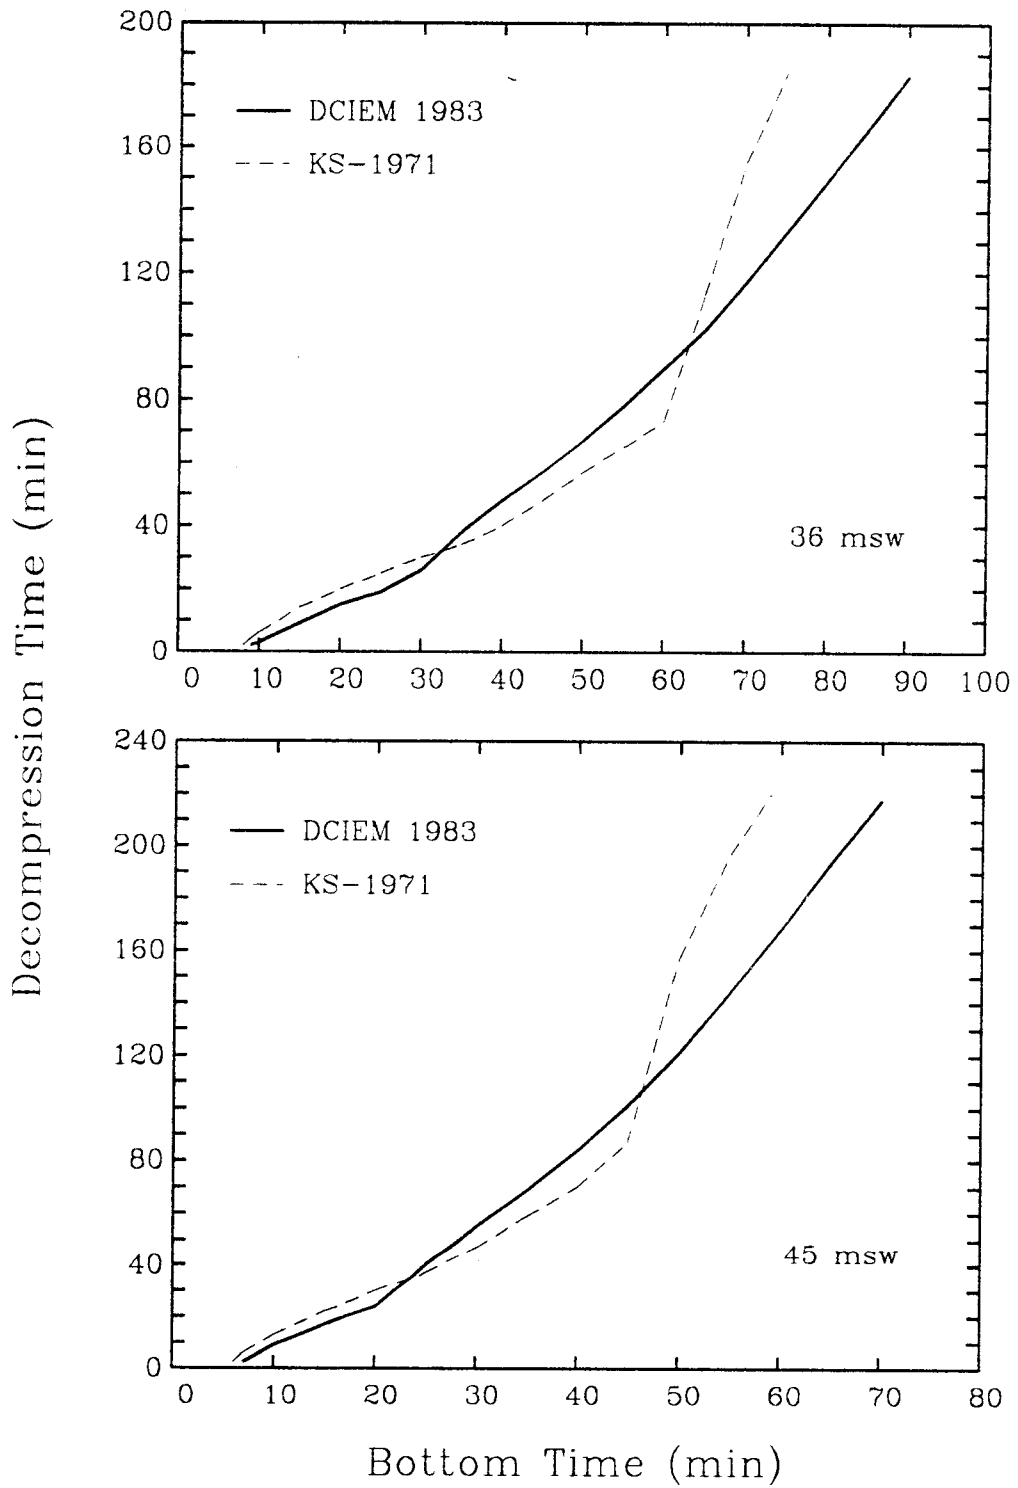 Decompression Time (min)
200
160
120
80
40
0
DCIEM 1983
KS-1971
36 msw
0 10 20 30 40 50 60 70 80 90 100
240
200
160
120
80
40
0
DCIEM 1983
KS-1971
45 msw
0 10 20 30 40 50 60 70 80
Bottom Time (min)